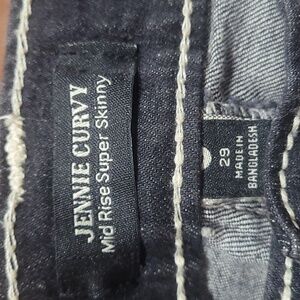 JENNIE CURVY
Mid Rise Super Skinny
29
MADE IN
BANGLADESH